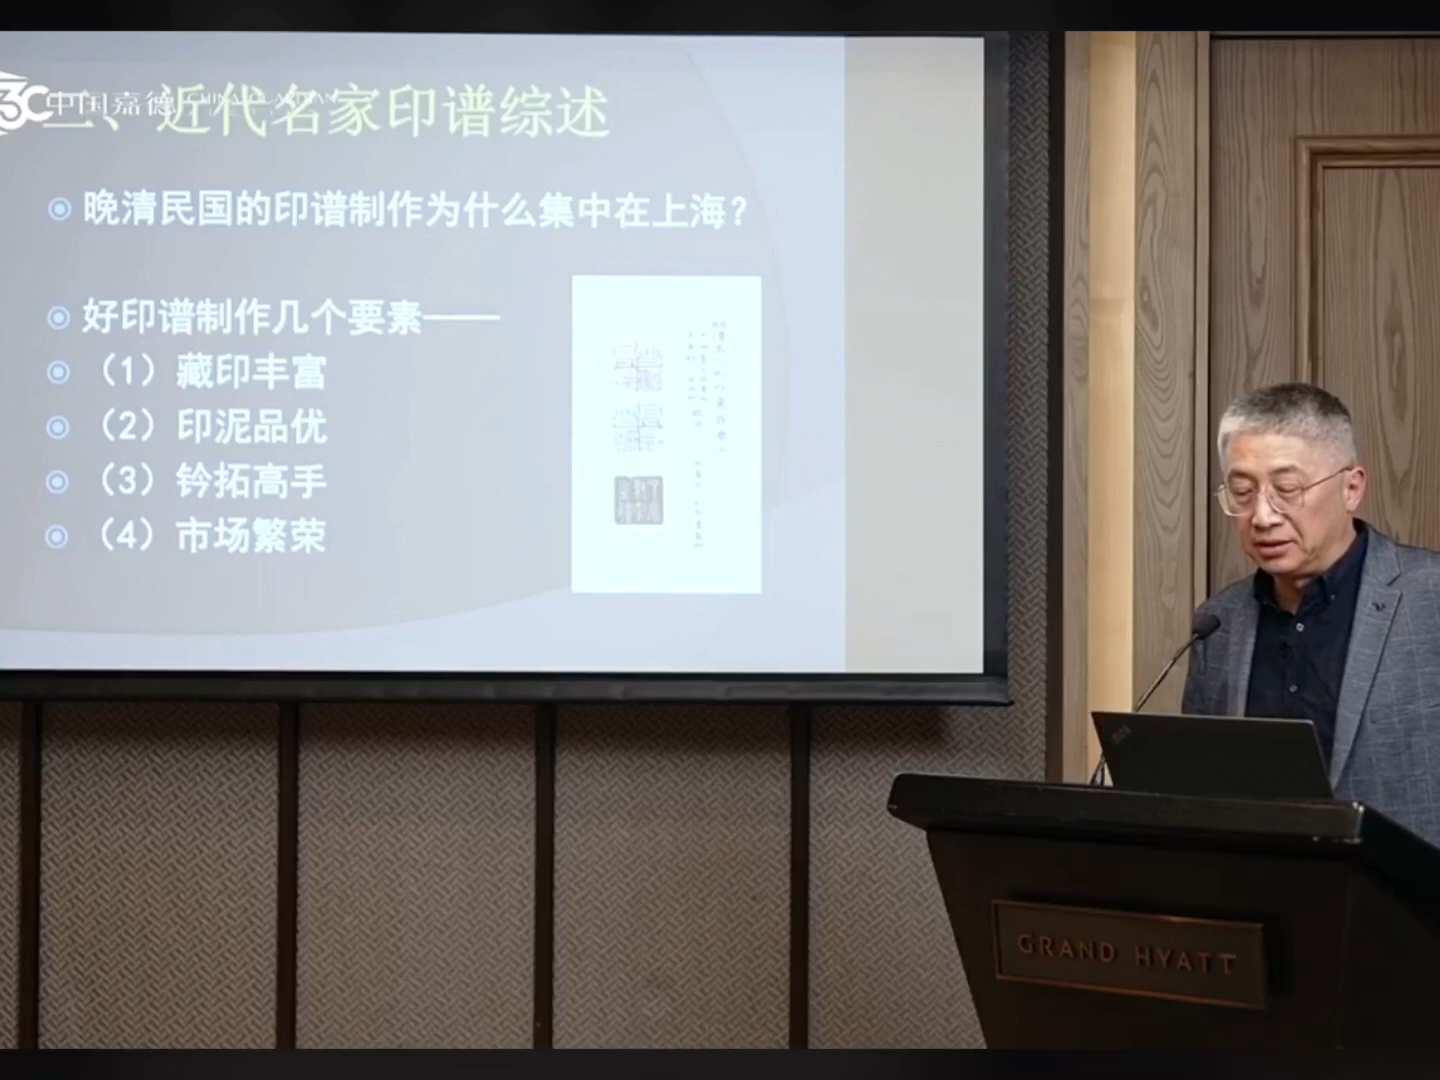 二、近代名家印谱综述
中国嘉德
晚清民国的印谱制作为什么集中在上海?
好印谱制作几个要素——
（1）藏印丰富
（2）印泥品优
（3）钤拓高手
（4）市场繁荣
GRAND HYATT